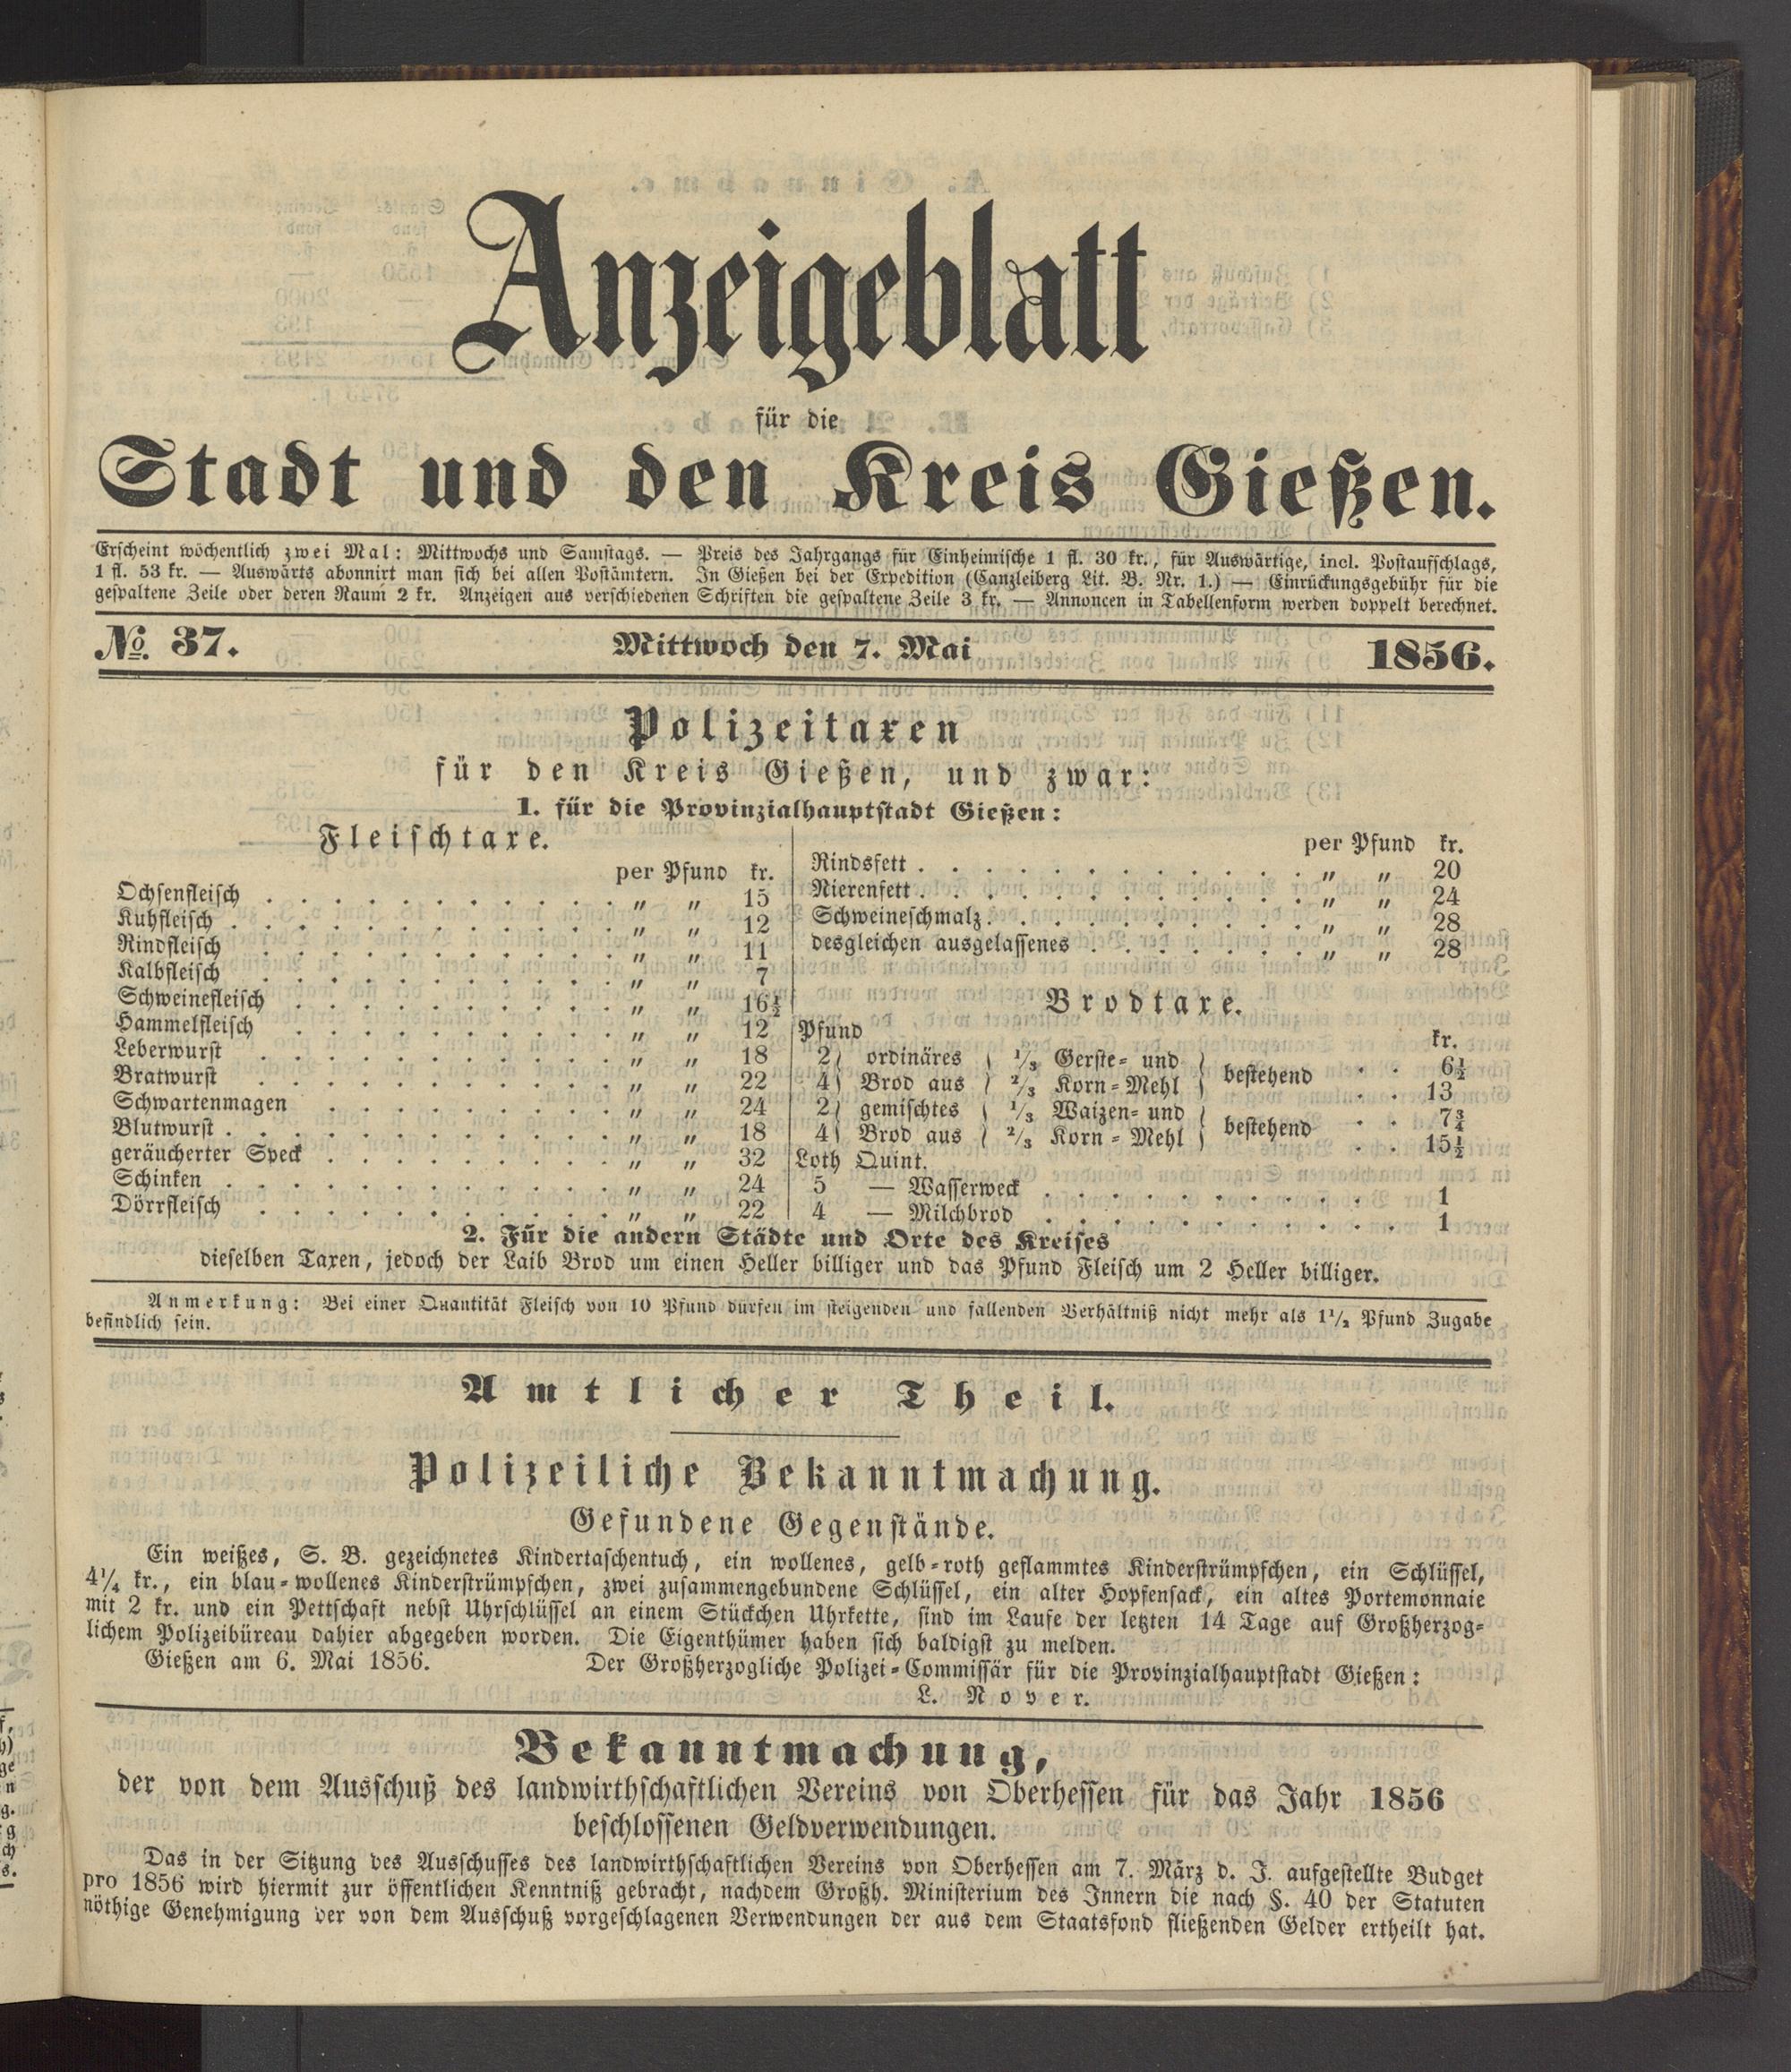 Anzeigeblatt
für die
Stadt und den Kreis Gießen.
Erscheint wöchentlich zwei Mal: Mittwochs und Samstags. — Preis des Jahrgangs für Einheimische 1 fl. 30 kr., für Auswärtige, incl. Postaufschlags,
1 fl. 53 kr. — Auswärts abonnirt man sich bei allen Postämtern. In Gießen bei der Expedition (Canzleiberg Lit. B. Nr. 1.) — Einrückungsgebühr für die
gespaltene Zeile oder deren Raum 2 kr. Anzeigen aus verschiedenen Schriften die gespaltene Zeile 3 kr. — Annoncen in Tabellenform werden doppelt berechnet.
№ 37. Mittwoch den 7. Mai 1856.
Polizeitaxen
für den Kreis Gießen, und zwar:
1. für die Provinzialhauptstadt Gießen:
Fleischtaxe.
per Pfund kr.
Ochsenfleisch . . . . . . . . . . . " " 15
Kuhfleisch . . . . . . . . . . . . " " 12
Rindfleisch . . . . . . . . . . . " " 11
Kalbfleisch . . . . . . . . . . . " " 7
Schweinefleisch . . . . . . . . . . " " 16½
Hammelfleisch . . . . . . . . . . " " 12
Leberwurst . . . . . . . . . . . " " 18
Bratwurst . . . . . . . . . . . " " 22
Schwartenmagen . . . . . . . . . " " 24
Blutwurst . . . . . . . . . . . . " " 18
geräucherter Speck . . . . . . . . . " " 32
Schinken . . . . . . . . . . . . " " 24
Dörrfleisch . . . . . . . . . . . " " 22
per Pfund kr.
Rindsfett . . . . . . . . . . . . . " " 20
Nierenfett . . . . . . . . . . . . . " " 24
Schweineschmalz . . . . . . . . . . . " " 28
desgleichen ausgelassenes . . . . . . . " " 28
Brodtaxe.
Pfund kr.
2) ordinäres ( 1/3 Gerste- und ) bestehend . . 6½
4) Brod aus ( 2/3 Korn-Mehl ) . . 13
2) gemischtes ( 1/3 Waizen- und ) bestehend . . 7¾
4) Brod aus ( 2/3 Korn-Mehl ) . . 15½
Loth Quint.
5 — Wasserweck . . . . . . . . . . 1
4 — Milchbrod . . . . . . . . . . . 1
2. Für die andern Städte und Orte des Kreises
dieselben Taxen, jedoch der Laib Brod um einen Heller billiger und das Pfund Fleisch um 2 Heller billiger.
Anmerkung: Bei einer Quantität Fleisch von 10 Pfund dürfen im steigenden und fallenden Verhältniß nicht mehr als 1½ Pfund Zugabe
befindlich sein.
Amtlicher Theil.
Polizeiliche Bekanntmachung.
Gefundene Gegenstände.
Ein weißes, S. B. gezeichnetes Kindertaschentuch, ein wollenes, gelb-roth geflammtes Kinderstrümpfchen, ein Schlüssel,
4¼ kr., ein blau-wollenes Kinderstrümpfchen, zwei zusammengebundene Schlüssel, ein alter Hopfensack, ein altes Portemonnaie
mit 2 kr. und ein Pettschaft nebst Uhrschlüssel an einem Stückchen Uhrkette, sind im Laufe der letzten 14 Tage auf Großherzog-
lichem Polizeibüreau dahier abgegeben worden. Die Eigenthümer haben sich baldigst zu melden.
Gießen am 6. Mai 1856. Der Großherzogliche Polizei-Commissär für die Provinzialhauptstadt Gießen:
L. Nover.
Bekanntmachung,
der von dem Ausschuß des landwirthschaftlichen Vereins von Oberhessen für das Jahr 1856
beschlossenen Geldverwendungen.
Das in der Sitzung des Ausschusses des landwirthschaftlichen Vereins von Oberhessen am 7. März d. J. aufgestellte Budget
pro 1856 wird hiermit zur öffentlichen Kenntniß gebracht, nachdem Großh. Ministerium des Innern die nach §. 40 der Statuten
nöthige Genehmigung der von dem Ausschuß vorgeschlagenen Verwendungen der aus dem Staatsfond fließenden Gelder ertheilt hat.